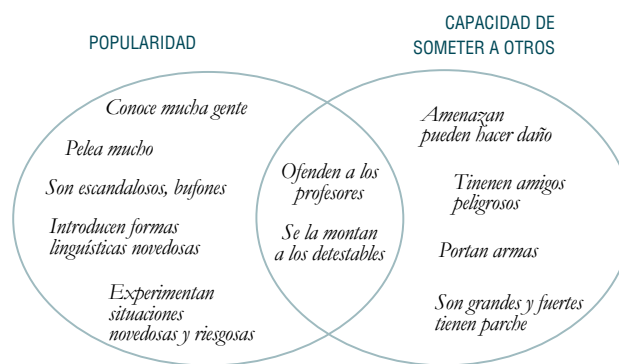 POPULARIDAD
CAPACIDAD DE
SOMETER A OTROS
Conoce mucha gente
Pelea mucho
Son escandalosos, bufones
Introducen formas
linguísticas novedosas
Experimentan
situaciones
novedosas y riesgosas
Ofenden a los
profesores
Se la montan
a los detestables
Amenazan
pueden hacer daño
Tinenen amigos
peligrosos
Portan armas
Son grandes y fuertes
tienen parche